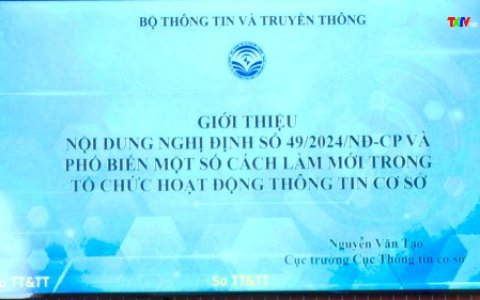 BỘ THÔNG TIN VÀ TRUYỀN THÔNG
TTV
GIỚI THIỆU
NỘI DUNG NGHỊ ĐỊNH SỐ 49/2024/NĐ-CP VÀ
PHỔ BIẾN MỘT SỐ CÁCH LÀM MỚI TRONG
TỔ CHỨC HOẠT ĐỘNG THÔNG TIN CƠ SỞ
Nguyễn Văn Tạo
Cục trưởng Cục Thông tin cơ sở
So TT&TT
So TT&TT